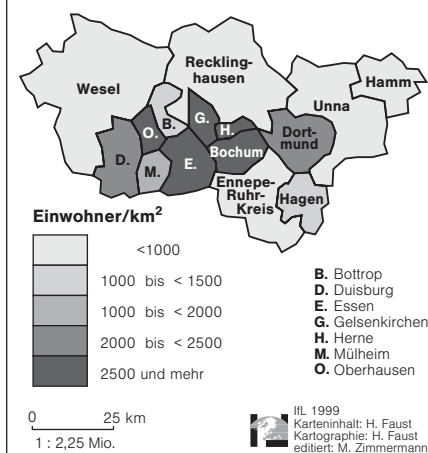 Reckling-
hausen
Hamm
Wesel
Unna
B.
G.
O.
H.
Dort-
mund
Bochum
D.
M.
E.
Ennepe-
Ruhr-
Kreis
Hagen
Einwohner/km²
<1000
1000 bis < 1500
1000 bis < 2000
2000 bis < 2500
2500 und mehr
B. Bottrop
D. Duisburg
E. Essen
G. Gelsenkirchen
H. Herne
M. Mülheim
O. Oberhausen
0 25 km
1 : 2,25 Mio.
IfL 1999
Karteninhalt: H. Faust
Kartographie: H. Faust
editiert: M. Zimmermann